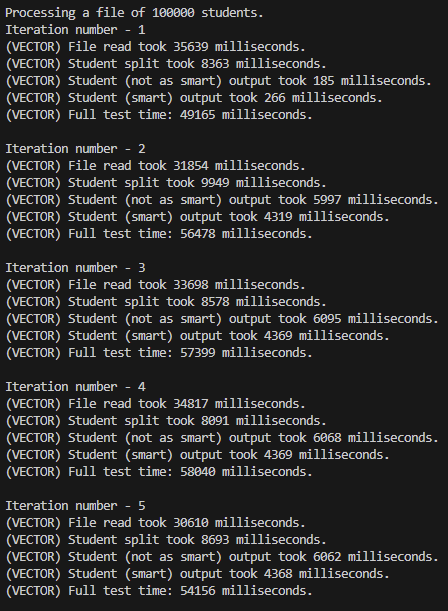 Processing a file of 100000 students.
Iteration number - 1
(VECTOR) File read took 35639 milliseconds.
(VECTOR) Student split took 8363 milliseconds.
(VECTOR) Student (not as smart) output took 185 milliseconds.
(VECTOR) Student (smart) output took 266 milliseconds.
(VECTOR) Full test time: 49165 milliseconds.

Iteration number - 2
(VECTOR) File read took 31854 milliseconds.
(VECTOR) Student split took 9949 milliseconds.
(VECTOR) Student (not as smart) output took 5997 milliseconds.
(VECTOR) Student (smart) output took 4319 milliseconds.
(VECTOR) Full test time: 56478 milliseconds.

Iteration number - 3
(VECTOR) File read took 33698 milliseconds.
(VECTOR) Student split took 8578 milliseconds.
(VECTOR) Student (not as smart) output took 6095 milliseconds.
(VECTOR) Student (smart) output took 4369 milliseconds.
(VECTOR) Full test time: 57399 milliseconds.

Iteration number - 4
(VECTOR) File read took 34817 milliseconds.
(VECTOR) Student split took 8091 milliseconds.
(VECTOR) Student (not as smart) output took 6068 milliseconds.
(VECTOR) Student (smart) output took 4369 milliseconds.
(VECTOR) Full test time: 58040 milliseconds.

Iteration number - 5
(VECTOR) File read took 30610 milliseconds.
(VECTOR) Student split took 8693 milliseconds.
(VECTOR) Student (not as smart) output took 6062 milliseconds.
(VECTOR) Student (smart) output took 4368 milliseconds.
(VECTOR) Full test time: 54156 milliseconds.